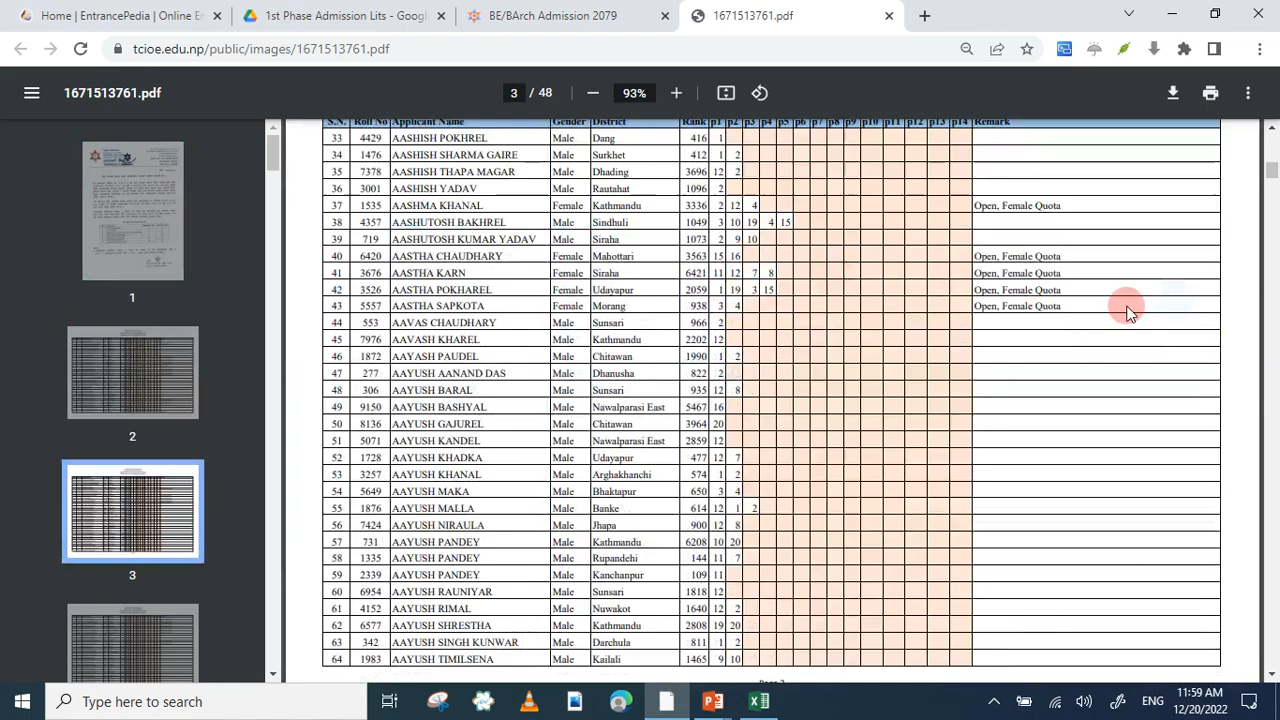 Home | EntrancePedia | Online En
1st Phase Admission Lits - Google
BE/BArch Admission 2079
1671513761.pdf
tcioe.edu.np/public/images/1671513761.pdf
1671513761.pdf
3 / 48
93%
1
2
3
S.N. Roll No Applicant Name Gender District Rank p1 p2 p3 p4 p5 p6 p7 p8 p9 p10 p11 p12 p13 p14 Remark
33 4429 AASHISH POKHREL Male Dang 416 1
34 1476 AASHISH SHARMA GAIRE Male Surkhet 412 1 2
35 7378 AASHISH THAPA MAGAR Male Dhading 3696 12 2
36 3001 AASHISH YADAV Male Rautahat 1096 2
37 1535 AASHMA KHANAL Female Kathmandu 3336 2 12 4 Open, Female Quota
38 4357 AASHUTOSH BAKHREL Male Sindhuli 1049 3 10 19 4 15
39 719 AASHUTOSH KUMAR YADAV Male Siraha 1073 2 9 10
40 6420 AASTHA CHAUDHARY Female Mahottari 3563 15 16 Open, Female Quota
41 3676 AASTHA KARN Female Siraha 6421 11 12 7 8 Open, Female Quota
42 3526 AASTHA POKHAREL Female Udayapur 2059 1 19 3 15 Open, Female Quota
43 5557 AASTHA SAPKOTA Female Morang 938 3 4 Open, Female Quota
44 553 AAVAS CHAUDHARY Male Sunsari 966 2
45 7976 AAVASH KHAREL Male Kathmandu 2202 12
46 1872 AAYASH PAUDEL Male Chitawan 1990 1 2
47 277 AAYUSH AANAND DAS Male Dhanusha 822 2
48 306 AAYUSH BARAL Male Sunsari 935 12 8
49 9150 AAYUSH BASHYAL Male Nawalparasi East 5467 16
50 8136 AAYUSH GAJUREL Male Chitawan 3964 20
51 5071 AAYUSH KANDEL Male Nawalparasi East 2859 12
52 1728 AAYUSH KHADKA Male Udayapur 477 12 7
53 3257 AAYUSH KHANAL Male Arghakhanchi 574 1 2
54 5649 AAYUSH MAKA Male Bhaktapur 650 3 4
55 1876 AAYUSH MALLA Male Banke 614 12 1 2
56 7424 AAYUSH NIRAULA Male Jhapa 900 12 8
57 731 AAYUSH PANDEY Male Kathmandu 6208 10 20
58 1335 AAYUSH PANDEY Male Rupandehi 144 11 7
59 2339 AAYUSH PANDEY Male Kanchanpur 109 11
60 6954 AAYUSH RAUNIYAR Male Sunsari 1818 12
61 4152 AAYUSH RIMAL Male Nuwakot 1640 12 2
62 6577 AAYUSH SHRESTHA Male Kathmandu 2808 19 20
63 342 AAYUSH SINGH KUNWAR Male Darchula 811 1 2
64 1983 AAYUSH TIMILSENA Male Kailali 1465 9 10
Type here to search
ENG
11:59 AM
12/20/2022